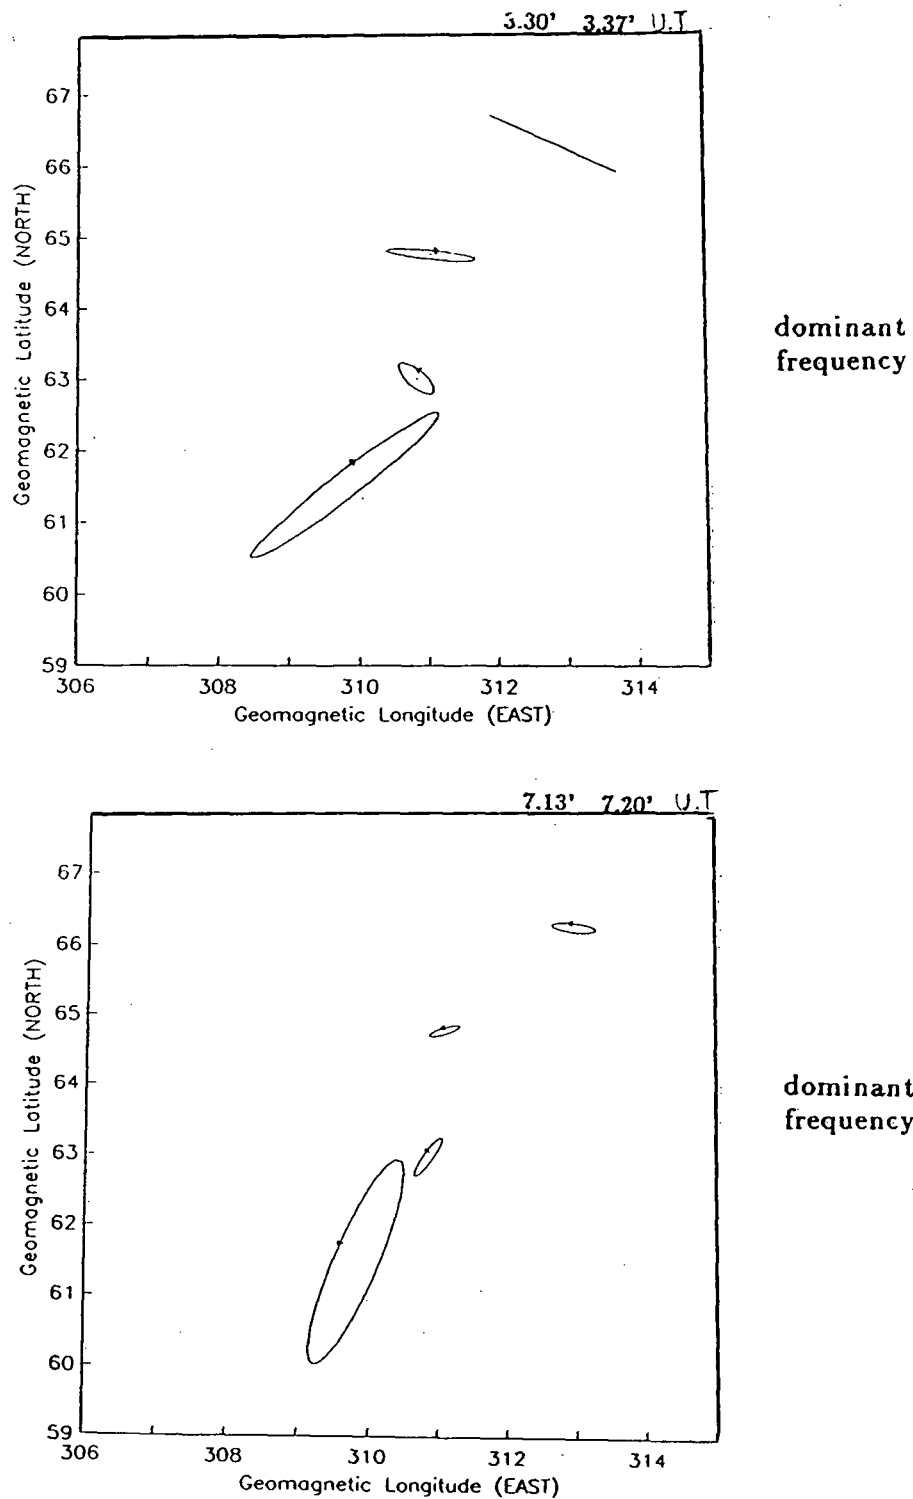 3.30' 3.37' U.T
67
66
65
64
63
62
61
60
59
Geomagnetic Latitude (NORTH)
306 308 310 312 314
Geomagnetic Longitude (EAST)
dominant
frequency
7.13' 7.20' U.T
67
66
65
64
63
62
61
60
59
Geomagnetic Latitude (NORTH)
306 308 310 312 314
Geomagnetic Longitude (EAST)
dominant
frequency